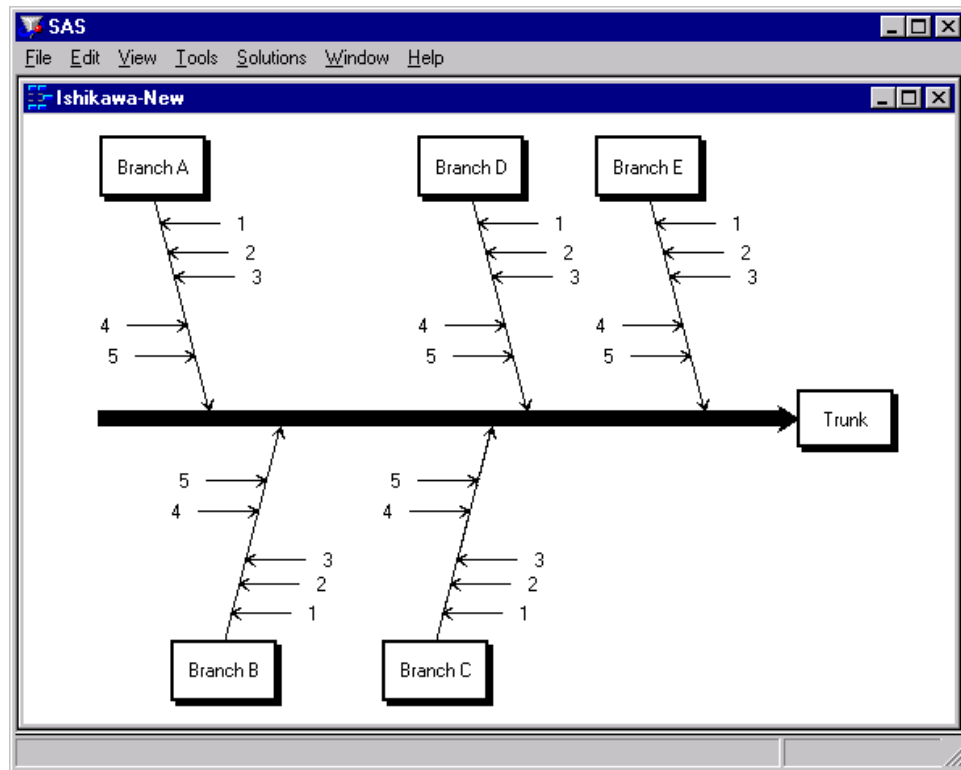 SAS
File Edit View Tools Solutions Window Help
Ishikawa-New
Branch A Branch D Branch E
1 1 1
2 2 2
3 3 3
4 4 4
5 5 5
Trunk
5 5
4 4
3 3
2 2
1 1
Branch B Branch C